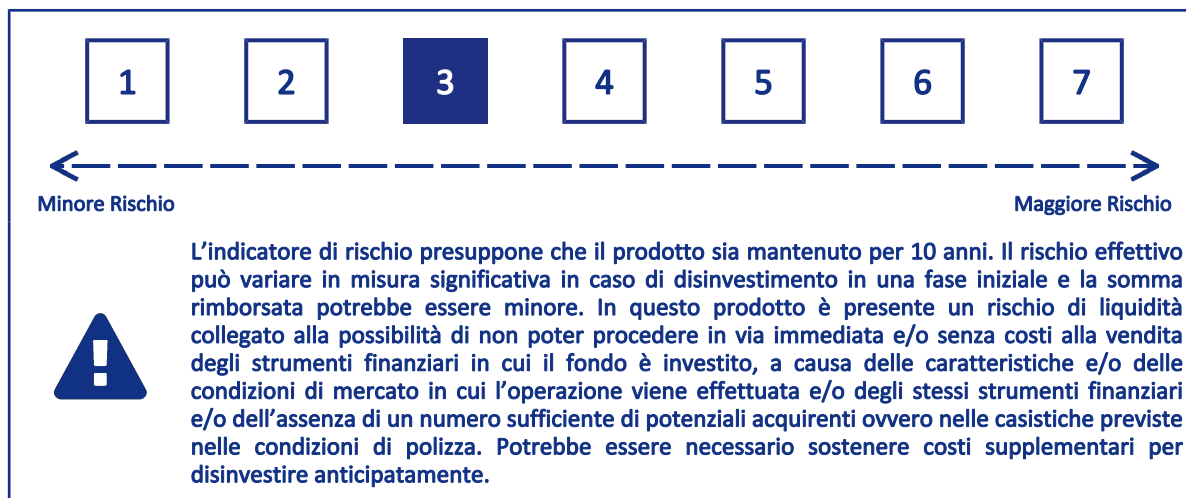 1 2 3 4 5 6 7
Minore Rischio Maggiore Rischio
L'indicatore di rischio presuppone che il prodotto sia mantenuto per 10 anni. Il rischio effettivo
può variare in misura significativa in caso di disinvestimento in una fase iniziale e la somma
rimborsata potrebbe essere minore. In questo prodotto è presente un rischio di liquidità
collegato alla possibilità di non poter procedere in via immediata e/o senza costi alla vendita
degli strumenti finanziari in cui il fondo è investito, a causa delle caratteristiche e/o delle
condizioni di mercato in cui l'operazione viene effettuata e/o degli stessi strumenti finanziari
e/o dell'assenza di un numero sufficiente di potenziali acquirenti ovvero nelle casistiche previste
nelle condizioni di polizza. Potrebbe essere necessario sostenere costi supplementari per
disinvestire anticipatamente.